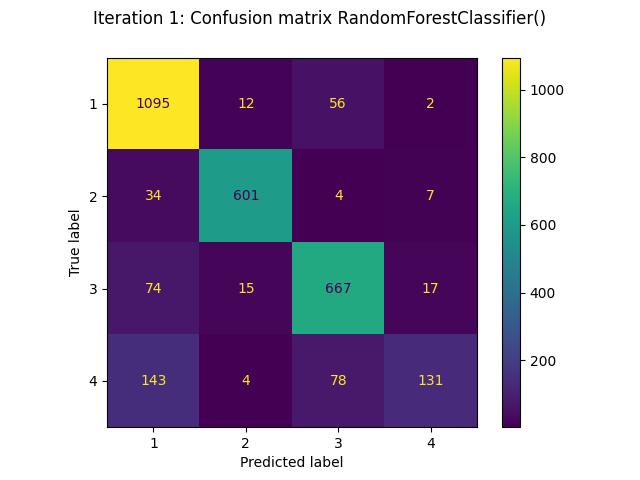 Iteration 1: Confusion matrix RandomForestClassifier()
1 1095 12 56 2
2 34 601 4 7
3 74 15 667 17
4 143 4 78 131
1 2 3 4
True label
Predicted label
1000
800
600
400
200